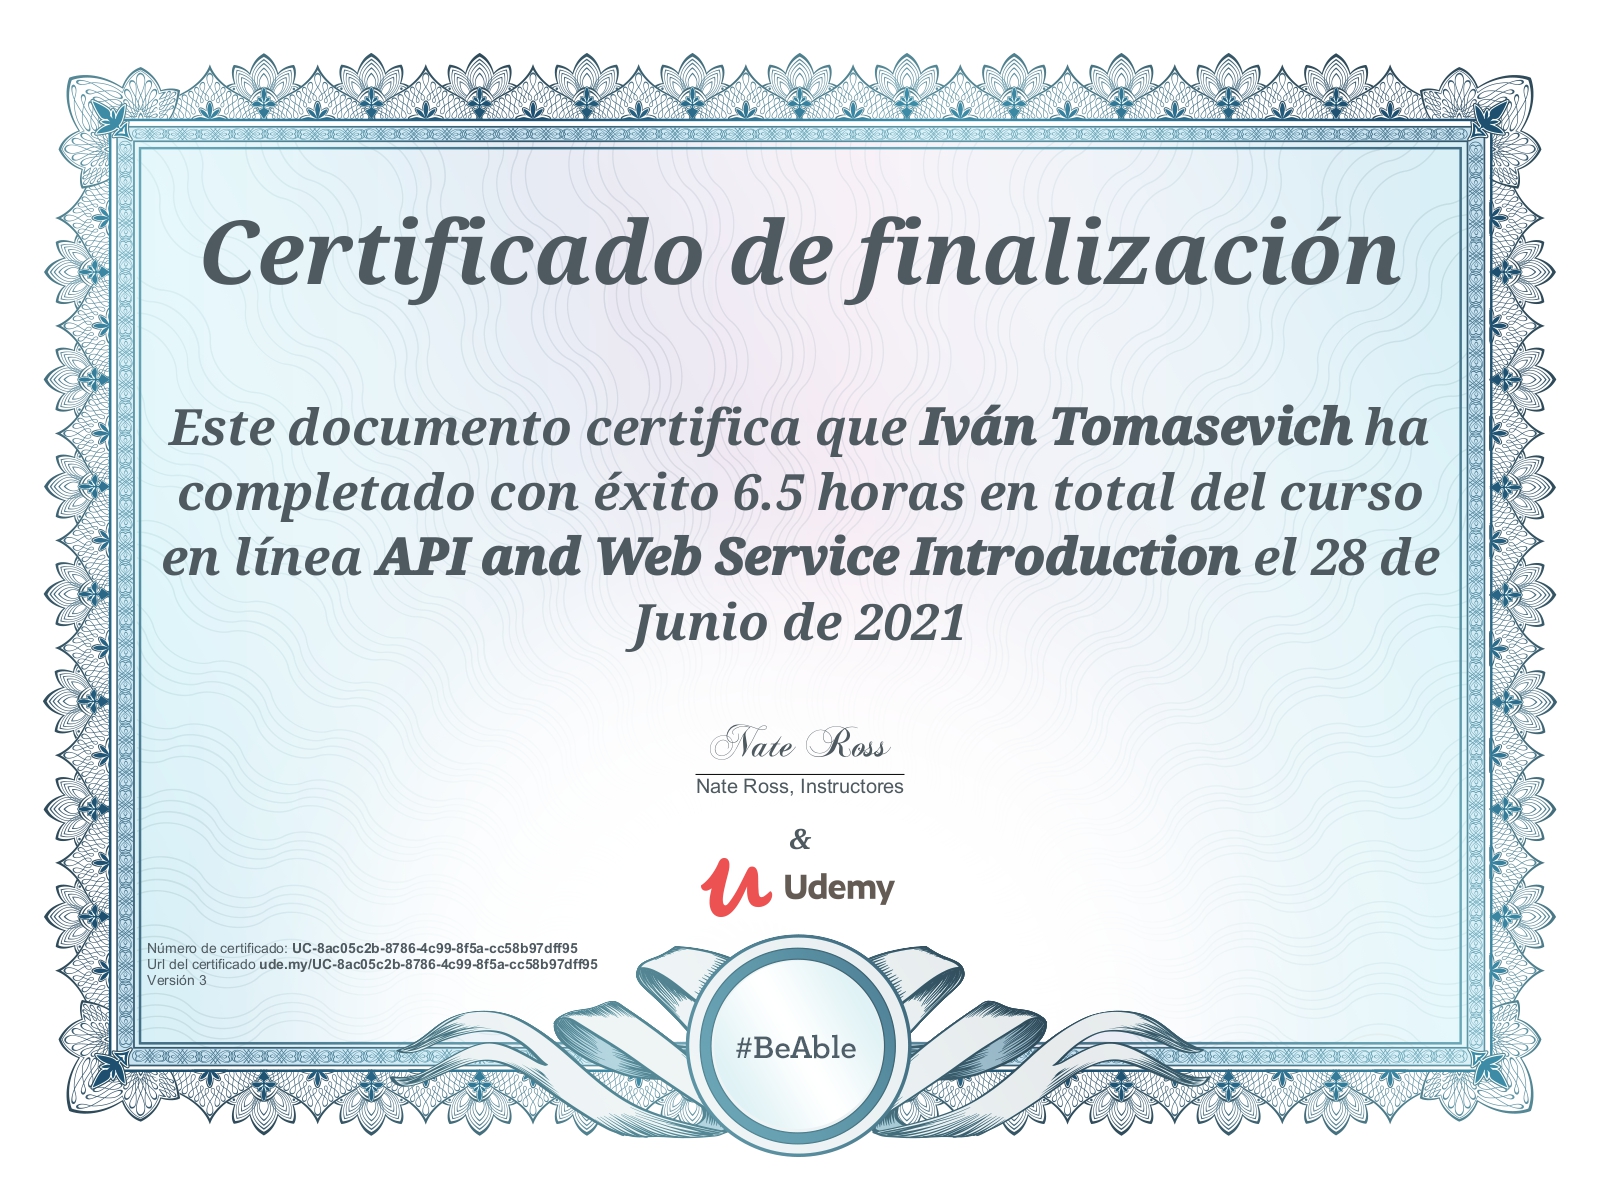 Certificado de finalización
Este documento certifica que Iván Tomasevich ha
completado con éxito 6.5 horas en total del curso
en línea API and Web Service Introduction el 28 de
Junio de 2021
Nate Ross
Nate Ross, Instructores
&
Udemy
Número de certificado: UC-8ac05c2b-8786-4c99-8f5a-cc58b97dff95
Url del certificado ude.my/UC-8ac05c2b-8786-4c99-8f5a-cc58b97dff95
Versión 3
#BeAble